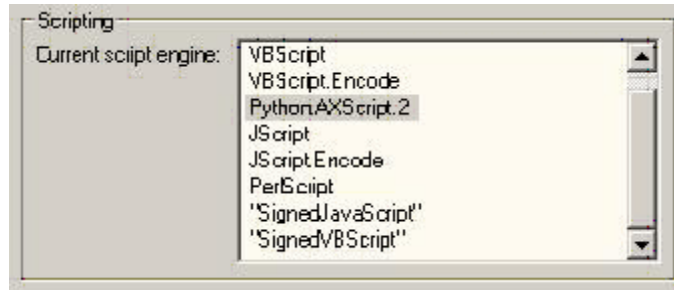 Scripting
Current script engine:
VBScript
VBScript.Encode
Python.AXScript.2
JScript
JScript.Encode
PerlScript
"SignedJavaScript"
"SignedVBScript"